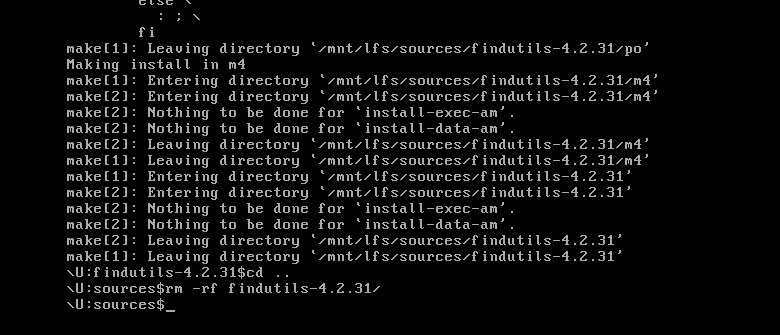 else \
: ; \
fi
make[1]: Leaving directory `/mnt/lfs/sources/findutils-4.2.31/po'
Making install in m4
make[1]: Entering directory `/mnt/lfs/sources/findutils-4.2.31/m4'
make[2]: Entering directory `/mnt/lfs/sources/findutils-4.2.31/m4'
make[2]: Nothing to be done for `install-exec-am'.
make[2]: Nothing to be done for `install-data-am'.
make[2]: Leaving directory `/mnt/lfs/sources/findutils-4.2.31/m4'
make[1]: Leaving directory `/mnt/lfs/sources/findutils-4.2.31/m4'
make[1]: Entering directory `/mnt/lfs/sources/findutils-4.2.31'
make[2]: Entering directory `/mnt/lfs/sources/findutils-4.2.31'
make[2]: Nothing to be done for `install-exec-am'.
make[2]: Nothing to be done for `install-data-am'.
make[2]: Leaving directory `/mnt/lfs/sources/findutils-4.2.31'
make[1]: Leaving directory `/mnt/lfs/sources/findutils-4.2.31'
\U:findutils-4.2.31$cd ..
\U:sources$rm -rf findutils-4.2.31/
\U:sources$_